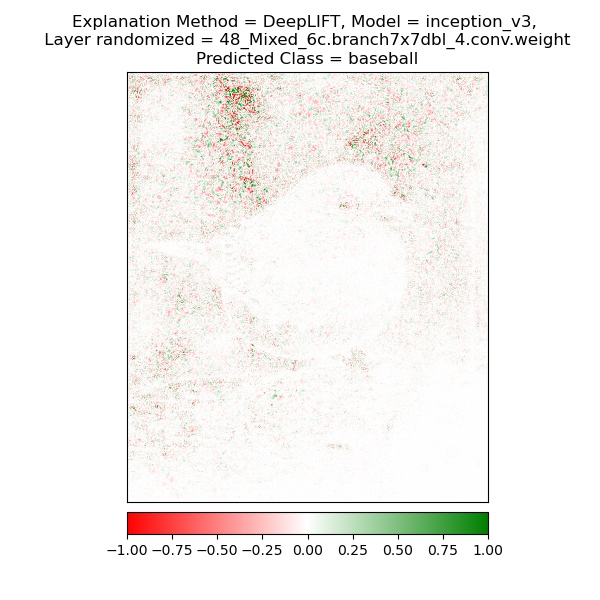 Explanation Method = DeepLIFT, Model = inception_v3,
Layer randomized = 48_Mixed_6c.branch7x7dbl_4.conv.weight
Predicted Class = baseball
−1.00 −0.75 −0.50 −0.25 0.00 0.25 0.50 0.75 1.00